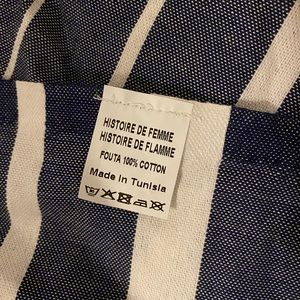 HISTOIRE DE FEMME
HISTOIRE DE FLAMME
FOUTA 100% COTTON
Made in Tunisia